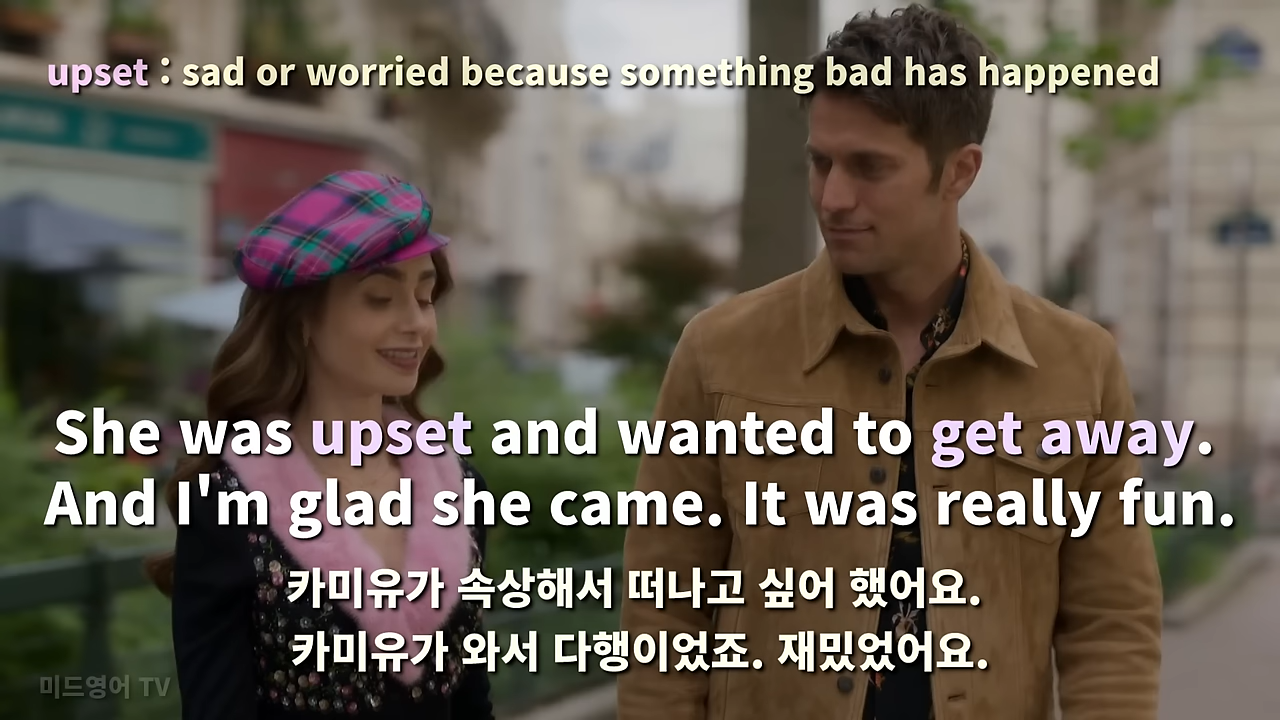 upset : sad or worried because something bad has happened
She was upset and wanted to get away.
And I'm glad she came. It was really fun.
카미유가 속상해서 떠나고 싶어 했어요.
카미유가 와서 다행이었죠. 재밌었어요.
미드영어 TV